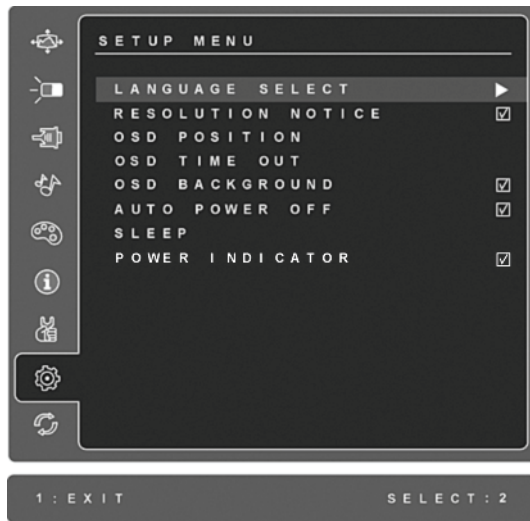 SETUP MENU
LANGUAGE SELECT
RESOLUTION NOTICE
OSD POSITION
OSD TIME OUT
OSD BACKGROUND
AUTO POWER OFF
SLEEP
POWER INDICATOR
1:EXIT SELECT:2